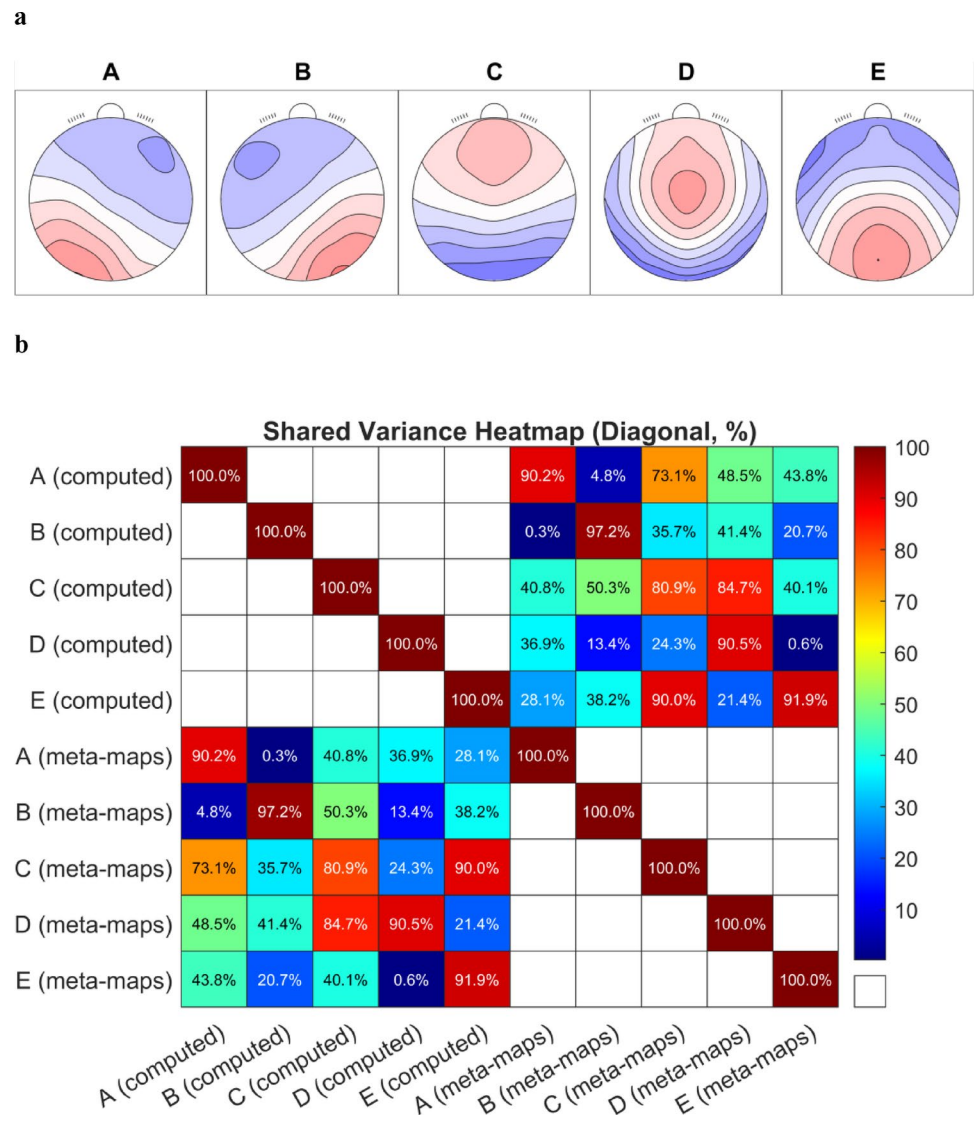 a
A B C D E
b
Shared Variance Heatmap (Diagonal, %)
A (computed) 100.0% 90.2% 4.8% 73.1% 48.5% 43.8%
B (computed) 100.0% 0.3% 97.2% 35.7% 41.4% 20.7%
C (computed) 100.0% 40.8% 50.3% 80.9% 84.7% 40.1%
D (computed) 100.0% 36.9% 13.4% 24.3% 90.5% 0.6%
E (computed) 100.0% 28.1% 38.2% 90.0% 21.4% 91.9%
A (meta-maps) 90.2% 0.3% 40.8% 36.9% 28.1% 100.0%
B (meta-maps) 4.8% 97.2% 50.3% 13.4% 38.2% 100.0%
C (meta-maps) 73.1% 35.7% 80.9% 24.3% 90.0% 100.0%
D (meta-maps) 48.5% 41.4% 84.7% 90.5% 21.4% 100.0%
E (meta-maps) 43.8% 20.7% 40.1% 0.6% 91.9% 100.0%
A (computed) B (computed) C (computed) D (computed) E (computed) A (meta-maps) B (meta-maps) C (meta-maps) D (meta-maps) E (meta-maps)
100
90
80
70
60
50
40
30
20
10